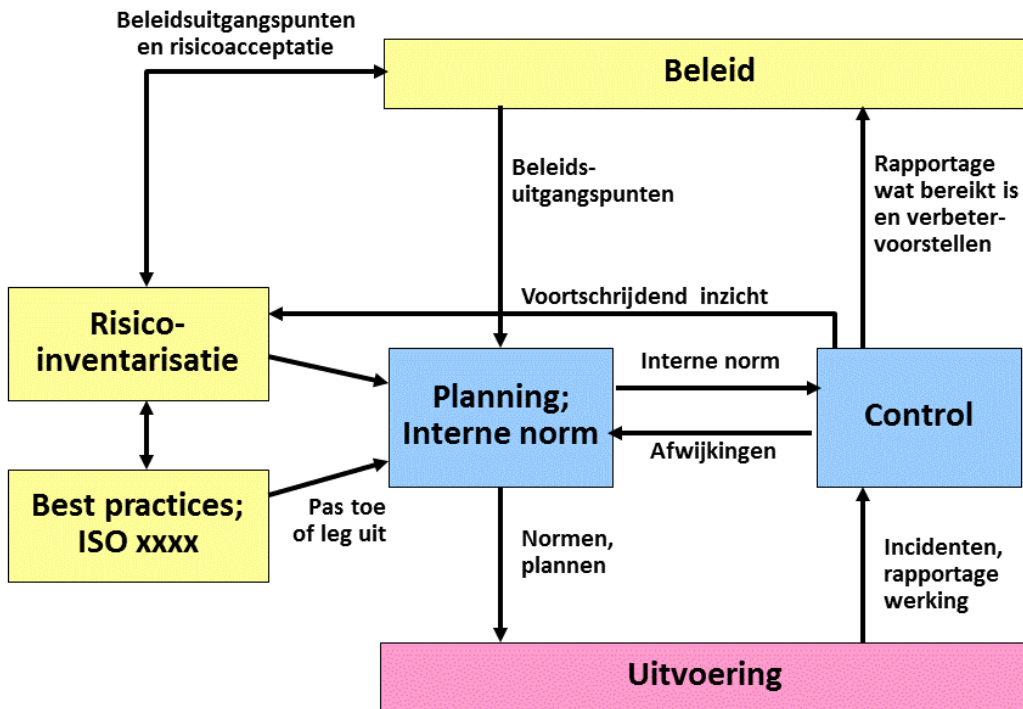 Beleidsuitgangspunten
en risicoacceptatie
Beleid
Beleids-
uitgangspunten
Rapportage
wat bereikt is
en verbeter-
voorstellen
Voortschrijdend inzicht
Risico-
inventarisatie
Planning;
Interne norm
Interne norm
Afwijkingen
Control
Best practices;
ISO xxxx
Pas toe
of leg uit
Normen,
plannen
Incidenten,
rapportage
werking
Uitvoering